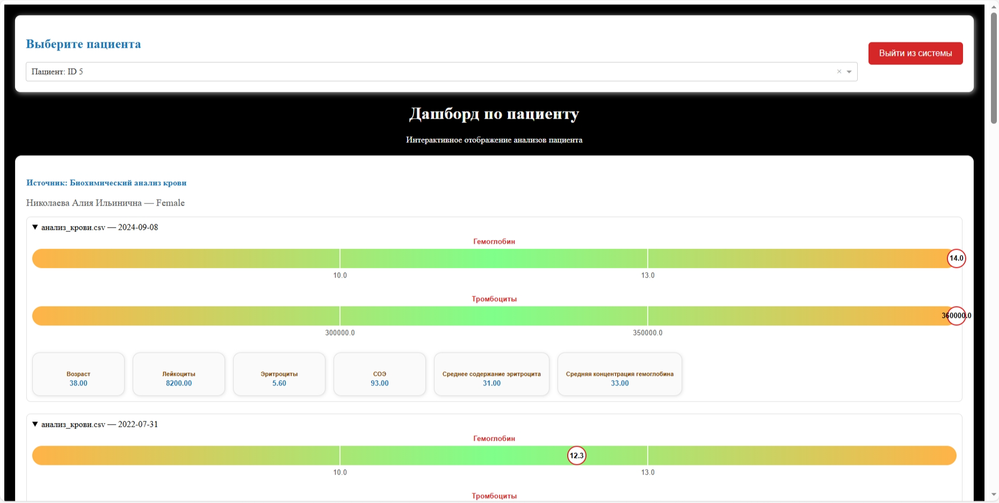 Выберите пациента
Выйти из системы
Пациент: ID 5
Дашборд по пациенту
Интерактивное отображение анализов пациента
Источник: Биохимический анализ крови
Николаева Алия Ильинична — Female
анализ_крови.csv — 2024-09-08
Гемоглобин
14.0
10.0 13.0
Тромбоциты
360000.0
300000.0 350000.0
Возраст Лейкоциты Эритроциты СОЭ Среднее содержание эритроцита Средняя концентрация гемоглобина
38.00 8200.00 5.60 93.00 31.00 33.00
анализ_крови.csv — 2022-07-31
Гемоглобин
12.3
10.0 13.0
Тромбоциты